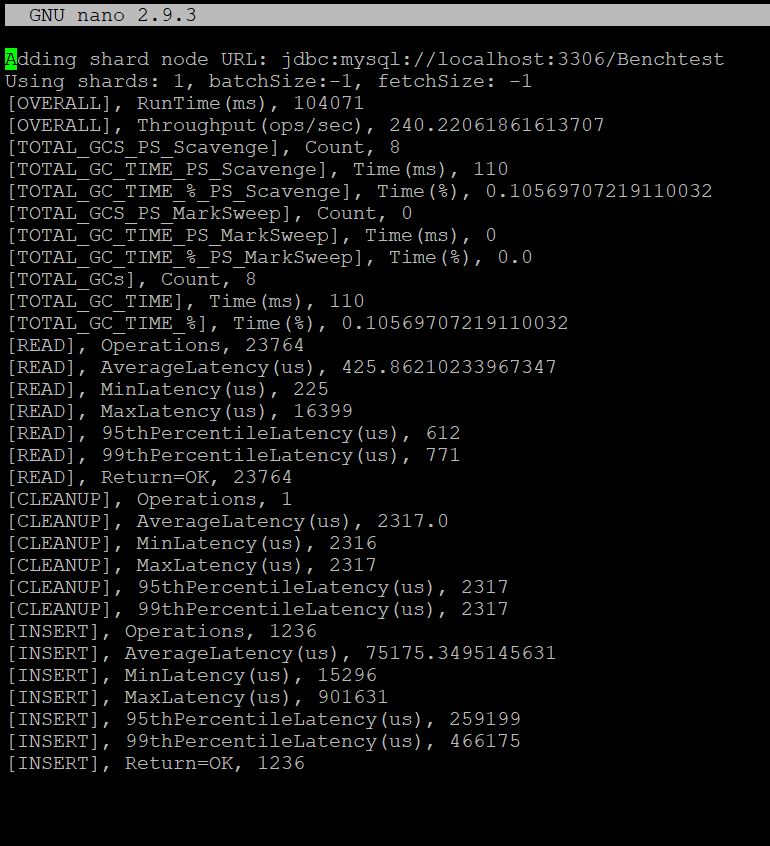 GNU nano 2.9.3
Adding shard node URL: jdbc:mysql://localhost:3306/Benchtest
Using shards: 1, batchSize:-1, fetchSize: -1
[OVERALL], RunTime(ms), 104071
[OVERALL], Throughput(ops/sec), 240.22061861613707
[TOTAL_GCS_PS_Scavenge], Count, 8
[TOTAL_GC_TIME_PS_Scavenge], Time(ms), 110
[TOTAL_GC_TIME_%_PS_Scavenge], Time(%), 0.10569707219110032
[TOTAL_GCS_PS_MarkSweep], Count, 0
[TOTAL_GC_TIME_PS_MarkSweep], Time(ms), 0
[TOTAL_GC_TIME_%_PS_MarkSweep], Time(%), 0.0
[TOTAL_GCs], Count, 8
[TOTAL_GC_TIME], Time(ms), 110
[TOTAL_GC_TIME_%], Time(%), 0.10569707219110032
[READ], Operations, 23764
[READ], AverageLatency(us), 425.86210233967347
[READ], MinLatency(us), 225
[READ], MaxLatency(us), 16399
[READ], 95thPercentileLatency(us), 612
[READ], 99thPercentileLatency(us), 771
[READ], Return=OK, 23764
[CLEANUP], Operations, 1
[CLEANUP], AverageLatency(us), 2317.0
[CLEANUP], MinLatency(us), 2316
[CLEANUP], MaxLatency(us), 2317
[CLEANUP], 95thPercentileLatency(us), 2317
[CLEANUP], 99thPercentileLatency(us), 2317
[INSERT], Operations, 1236
[INSERT], AverageLatency(us), 75175.3495145631
[INSERT], MinLatency(us), 15296
[INSERT], MaxLatency(us), 901631
[INSERT], 95thPercentileLatency(us), 259199
[INSERT], 99thPercentileLatency(us), 466175
[INSERT], Return=OK, 1236